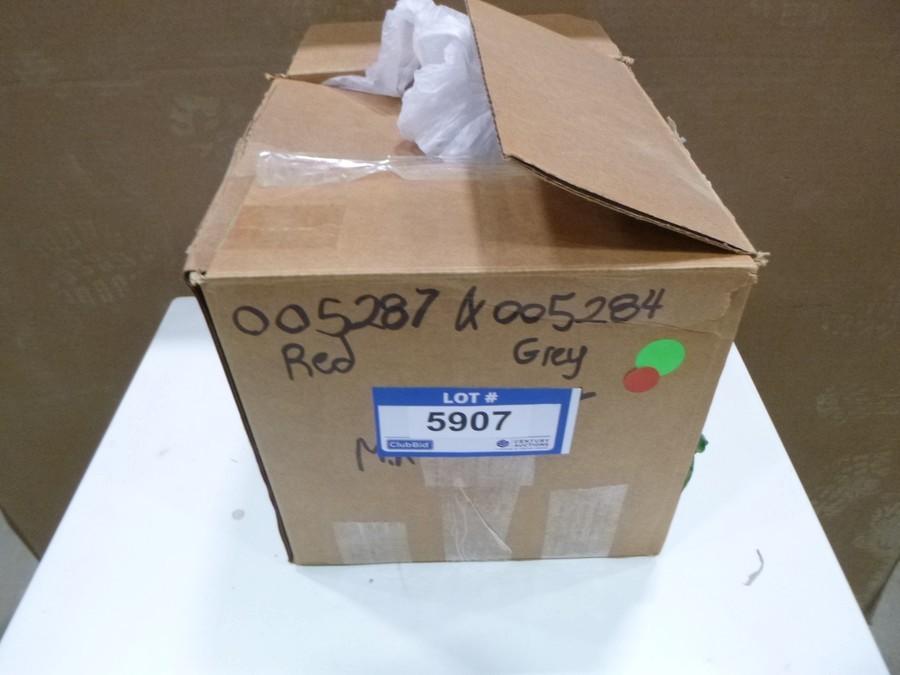 005287 & 005284
Red Grey
LOT #
5907
ClubBid CENTURY AUCTIONS